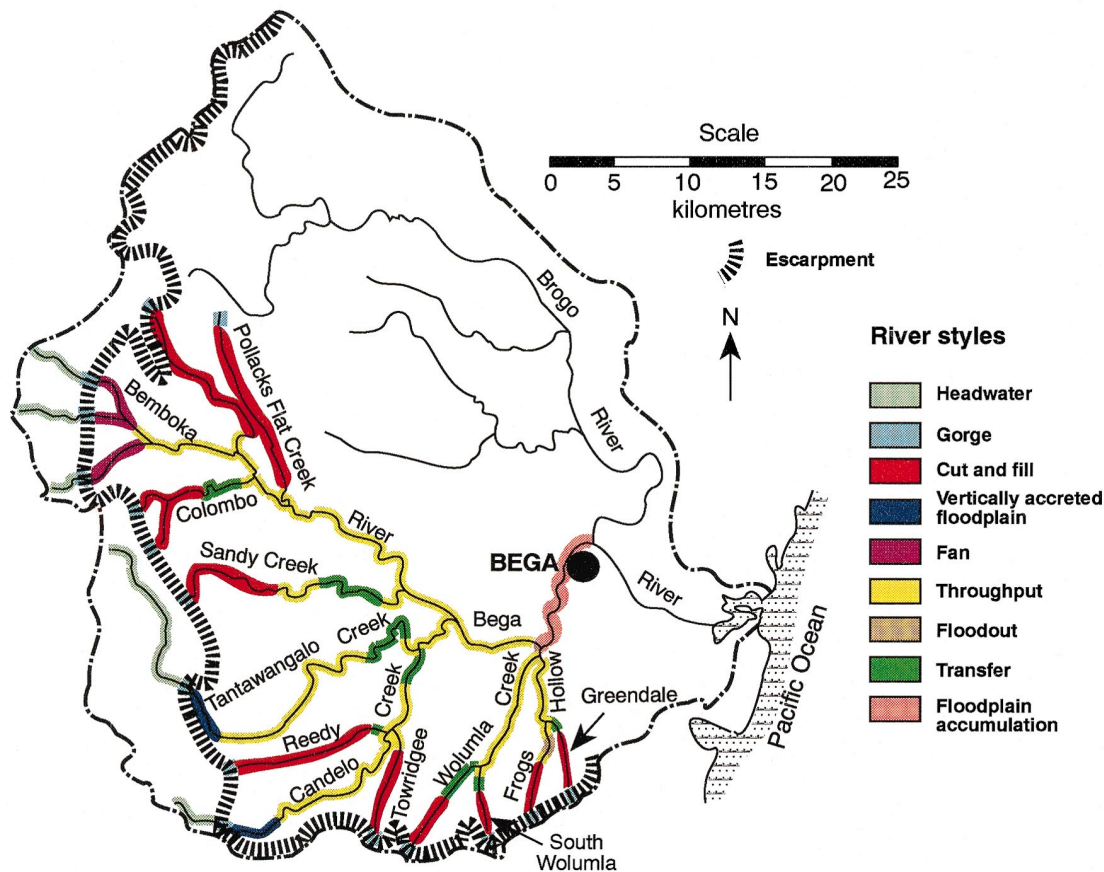 Scale
0 5 10 15 20 25
kilometres
Escarpment
N
Brogo
River
Pollacks Flat Creek
Bemboka
River
Colombo
Sandy Creek
BEGA
River
Bega
Tantawangalo Creek
Creek
Creek
Hollow
Greendale
Reedy
Candelo
Towridgee
Wolumla
Frogs
South
Wolumla
Pacific Ocean
River styles
Headwater
Gorge
Cut and fill
Vertically accreted
floodplain
Fan
Throughput
Floodout
Transfer
Floodplain
accumulation